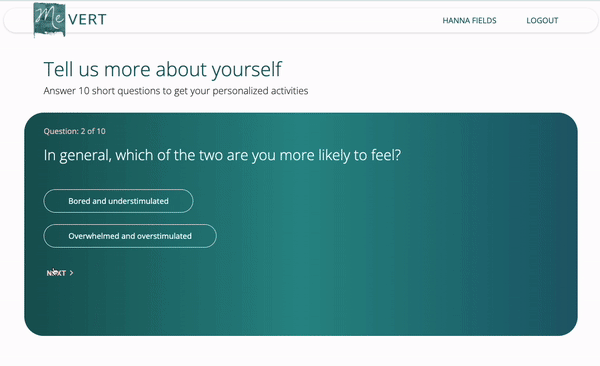 Me VERT
HANNA FIELDS LOGOUT
Tell us more about yourself
Answer 10 short questions to get your personalized activities
Question: 2 of 10
In general, which of the two are you more likely to feel?
Bored and understimulated
Overwhelmed and overstimulated
NEXT >